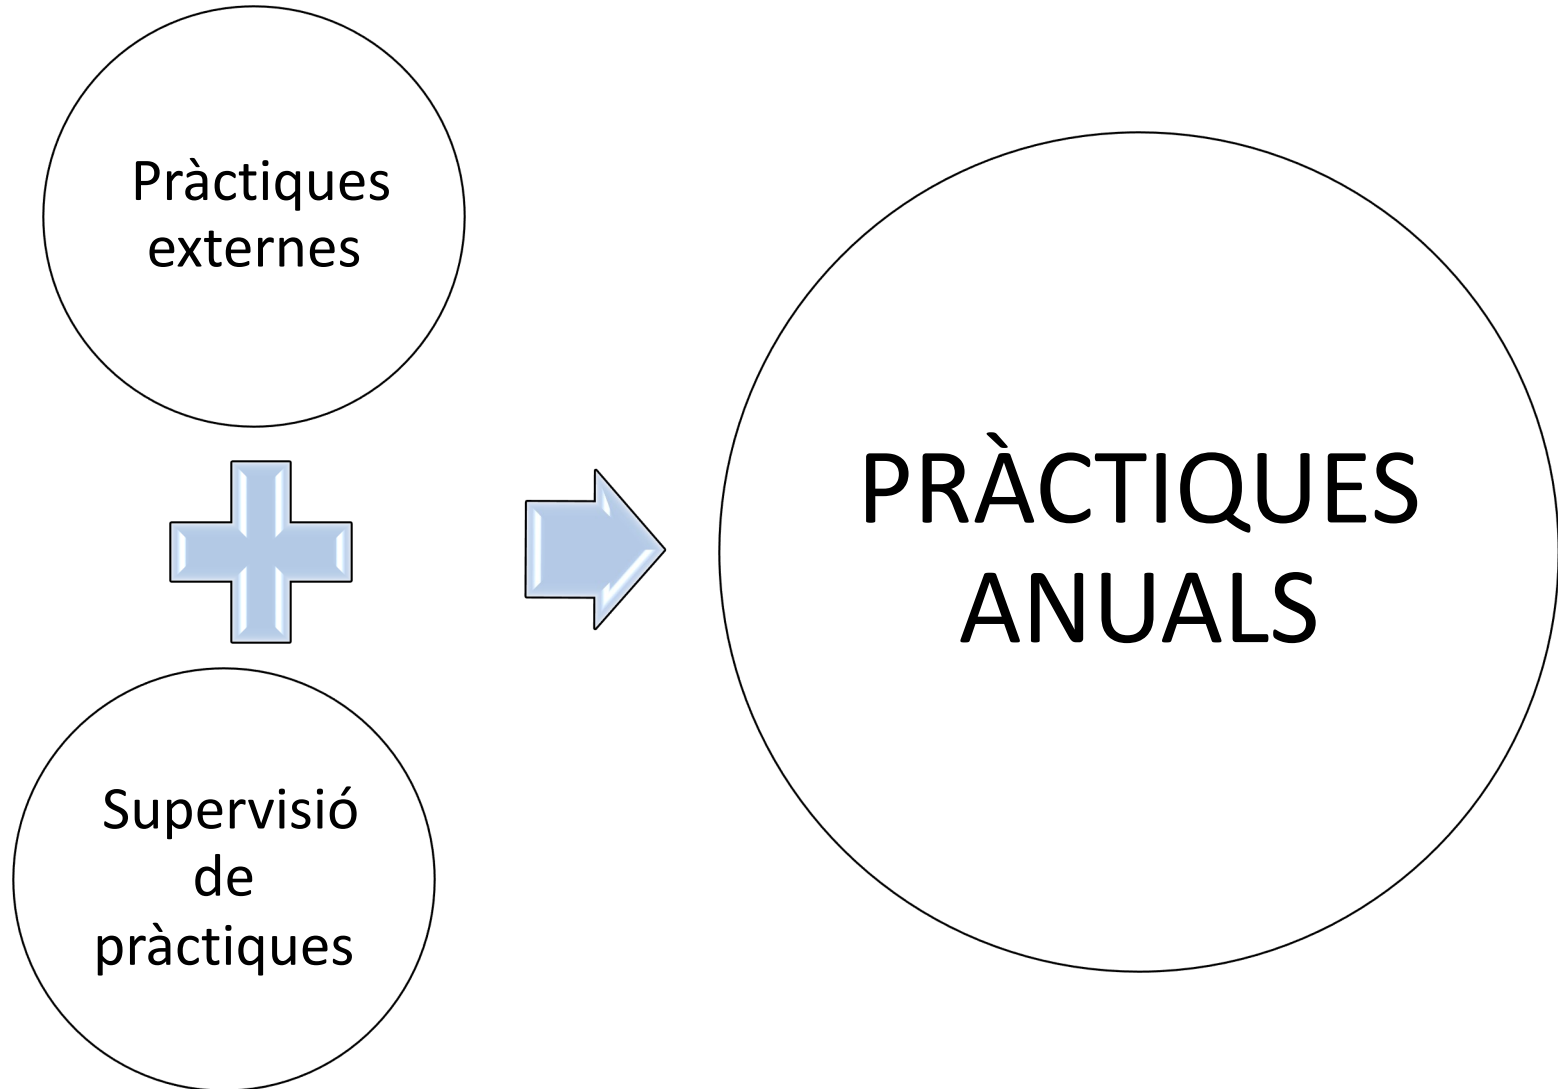 Pràctiques
externes
Supervisió
de
pràctiques
PRÀCTIQUES
ANUALS